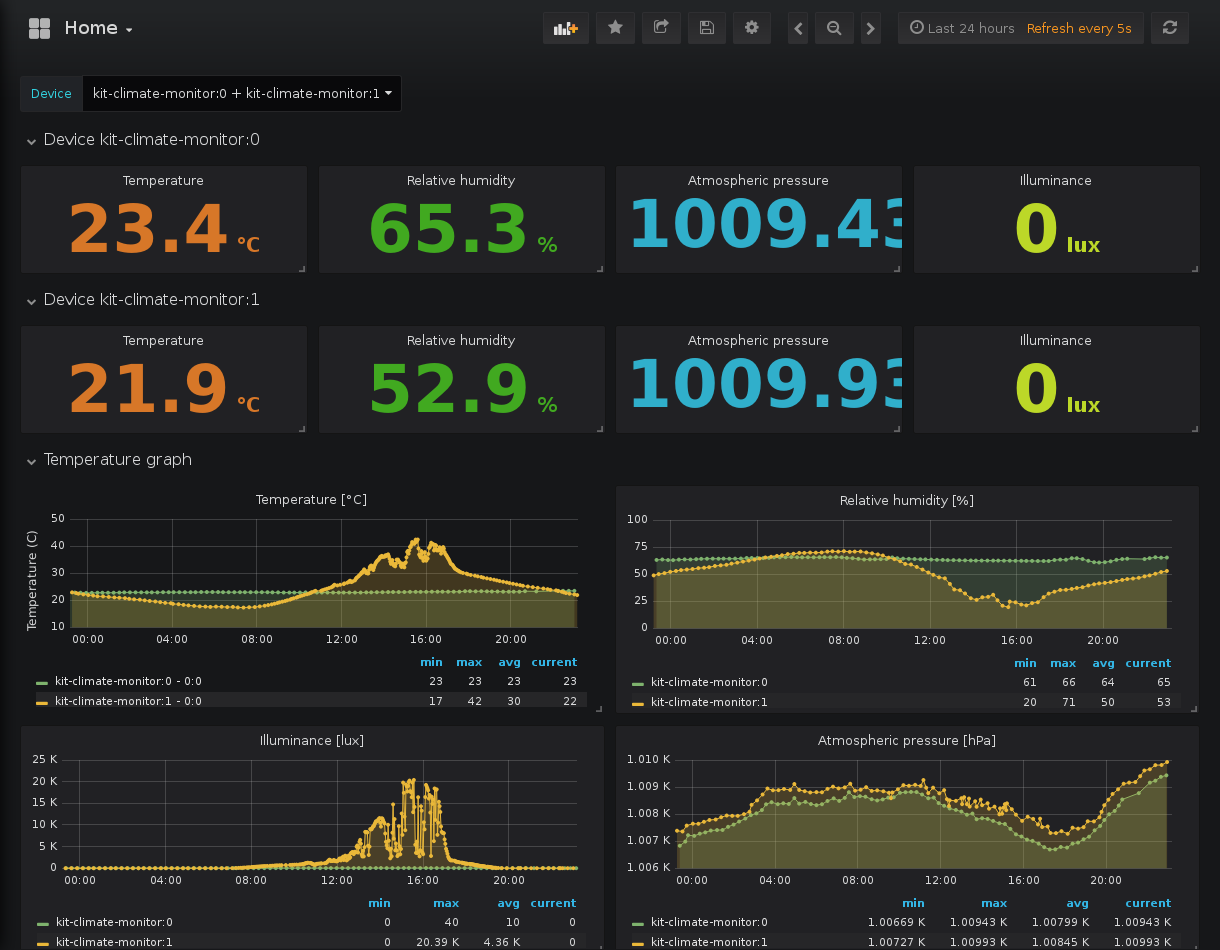 Home
Last 24 hours Refresh every 5s
Device kit-climate-monitor:0 + kit-climate-monitor:1
Device kit-climate-monitor:0
Temperature Relative humidity Atmospheric pressure Illuminance
23.4 °C 65.3 % 1009.43 0 lux
Device kit-climate-monitor:1
Temperature Relative humidity Atmospheric pressure Illuminance
21.9 °C 52.9 % 1009.93 0 lux
Temperature graph
Temperature [°C]
Temperature (C)
50
40
30
20
10
00:00 04:00 08:00 12:00 16:00 20:00
min max avg current
kit-climate-monitor:0 - 0:0 23 23 23 23
kit-climate-monitor:1 - 0:0 17 42 30 22
Relative humidity [%]
100
75
50
25
0
00:00 04:00 08:00 12:00 16:00 20:00
min max avg current
kit-climate-monitor:0 61 66 64 65
kit-climate-monitor:1 20 71 50 53
Illuminance [lux]
25 K
20 K
15 K
10 K
5 K
0
00:00 04:00 08:00 12:00 16:00 20:00
min max avg current
kit-climate-monitor:0 0 40 10 0
kit-climate-monitor:1 0 20.39 K 4.36 K 0
Atmospheric pressure [hPa]
1.010 K
1.009 K
1.008 K
1.007 K
1.006 K
00:00 04:00 08:00 12:00 16:00 20:00
min max avg current
kit-climate-monitor:0 1.00669 K 1.00943 K 1.00799 K 1.00943 K
kit-climate-monitor:1 1.00727 K 1.00993 K 1.00845 K 1.00993 K